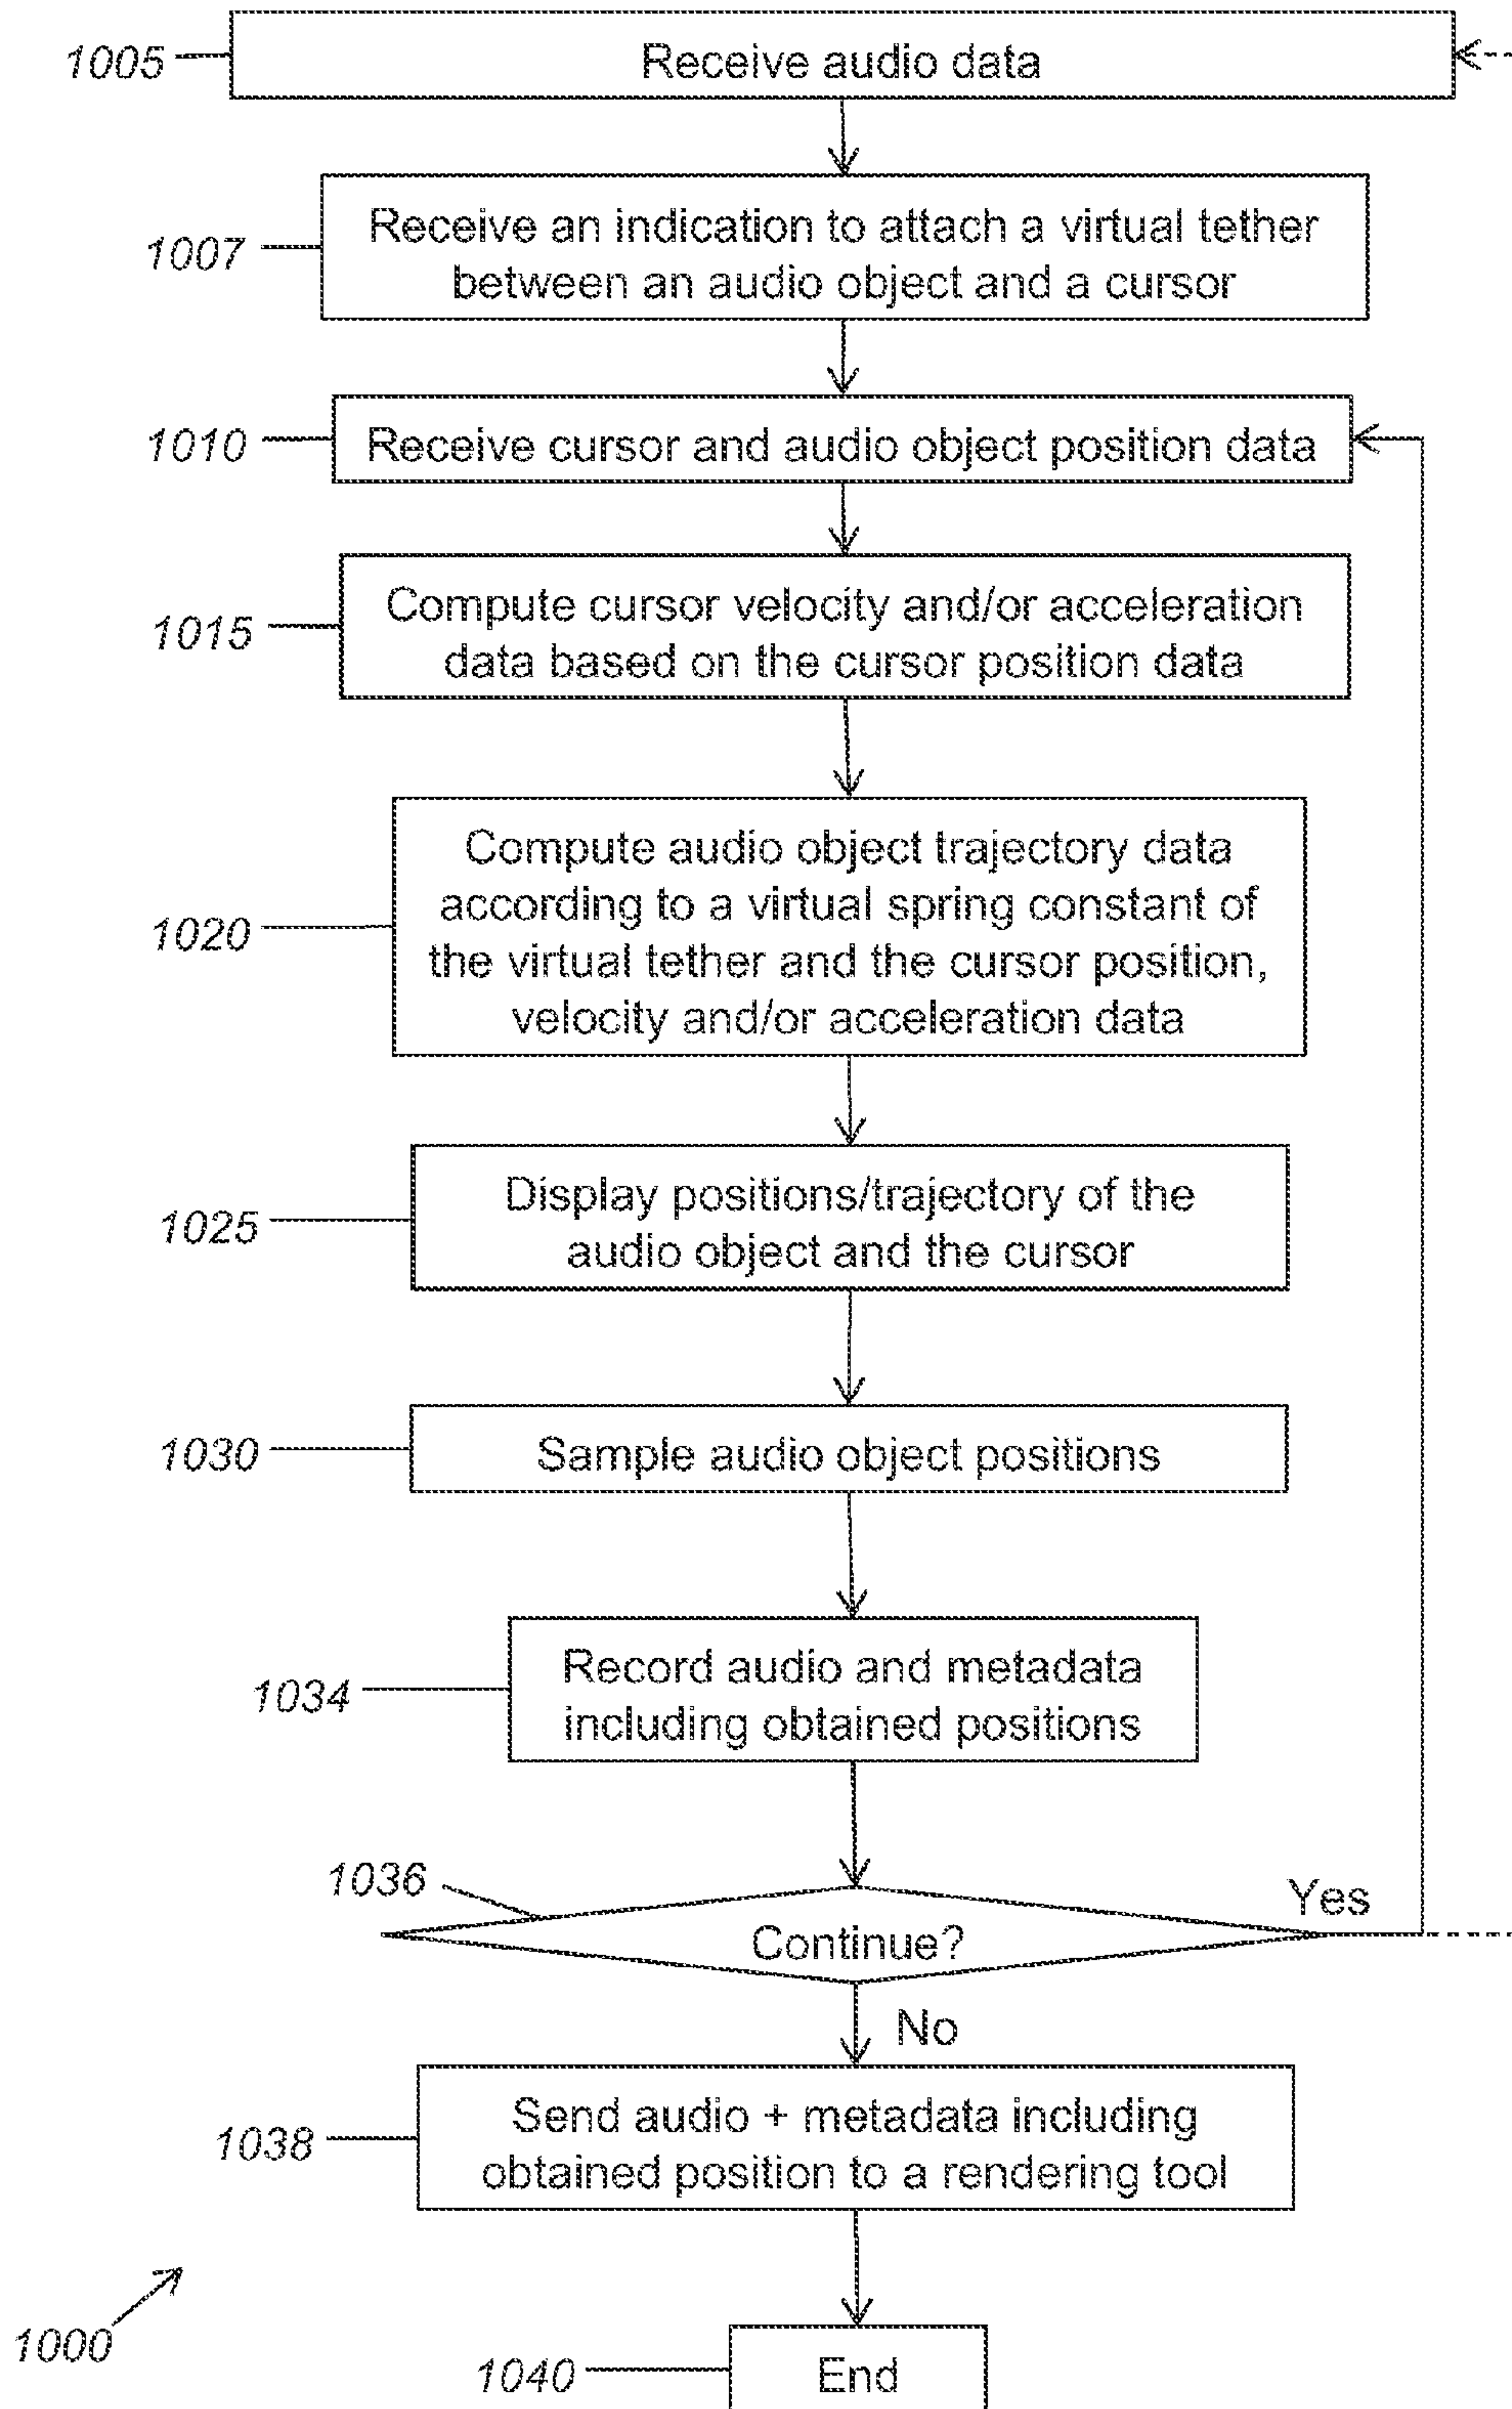 1005
Receive audio data
1007
Receive an indication to attach a virtual tether
between an audio object and a cursor
1010
Receive cursor and audio object position data
1015
Compute cursor velocity and/or acceleration
data based on the cursor position data
1020
Compute audio object trajectory data
according to a virtual spring constant of
the virtual tether and the cursor position,
velocity and/or acceleration data
1025
Display positions/trajectory of the
audio object and the cursor
1030
Sample audio object positions
1034
Record audio and metadata
including obtained positions
1036
Continue?
Yes
No
1038
Send audio + metadata including
obtained position to a rendering tool
1000
1040
End